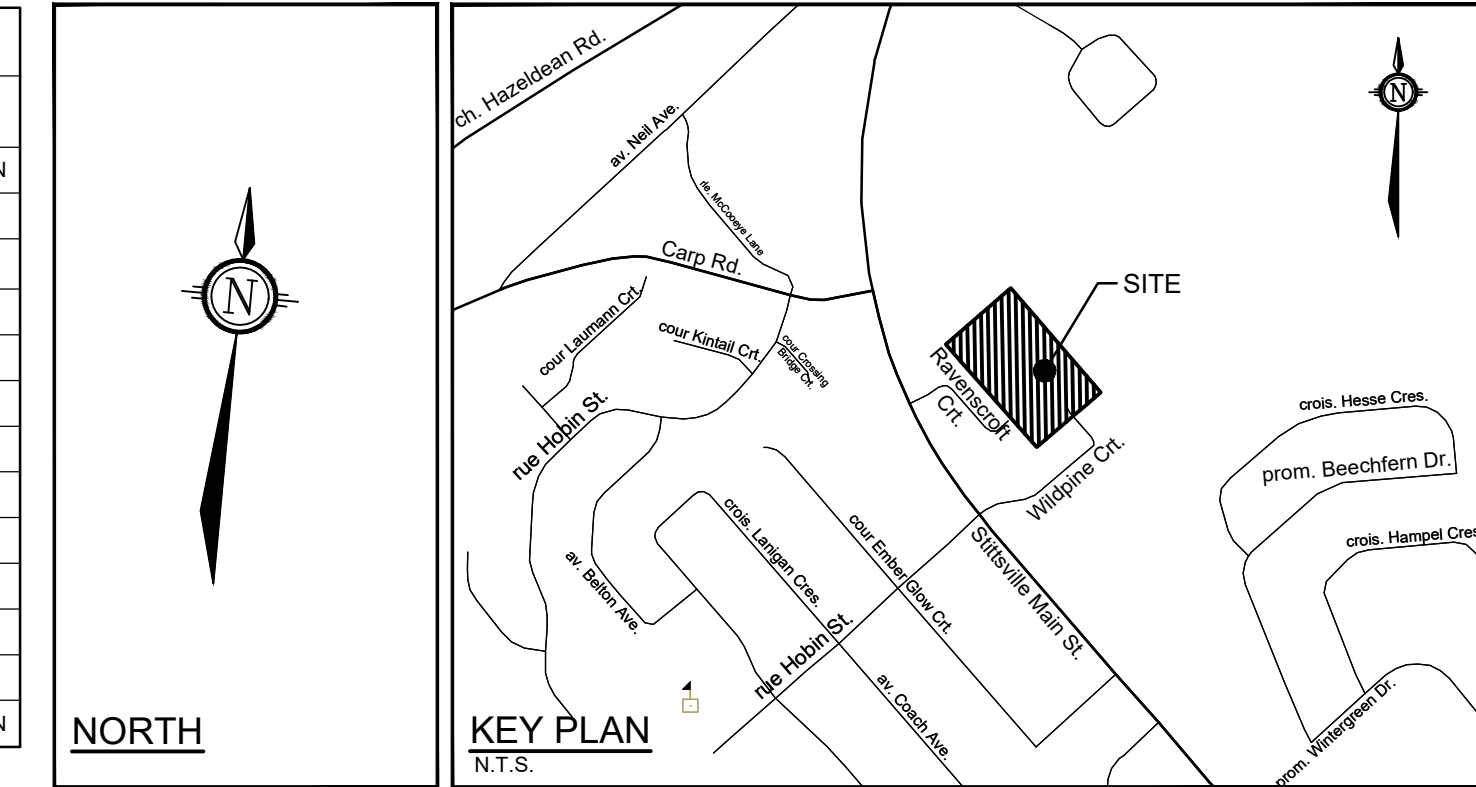 N
N
N
NORTH
ch. Hazeldean Rd.
av. Neil Ave.
rle. McCooeye Lane
Carp Rd.
N
SITE
cour Laumann Crt.
cour Kintail Crt.
cour Crossing
Bridge Crt.
rue Hobin St.
Ravenscroft
Crt.
Wildpine Crt.
crois. Hesse Cres.
prom. Beechfern Dr.
crois. Hampel Cres
crois. Lanigan Cres.
cour Ember Glow Crt.
Stittsville Main St.
av. Belton Ave.
rue Hobin St.
av. Coach Ave.
prom. Wintergreen Dr.
KEY PLAN
N.T.S.